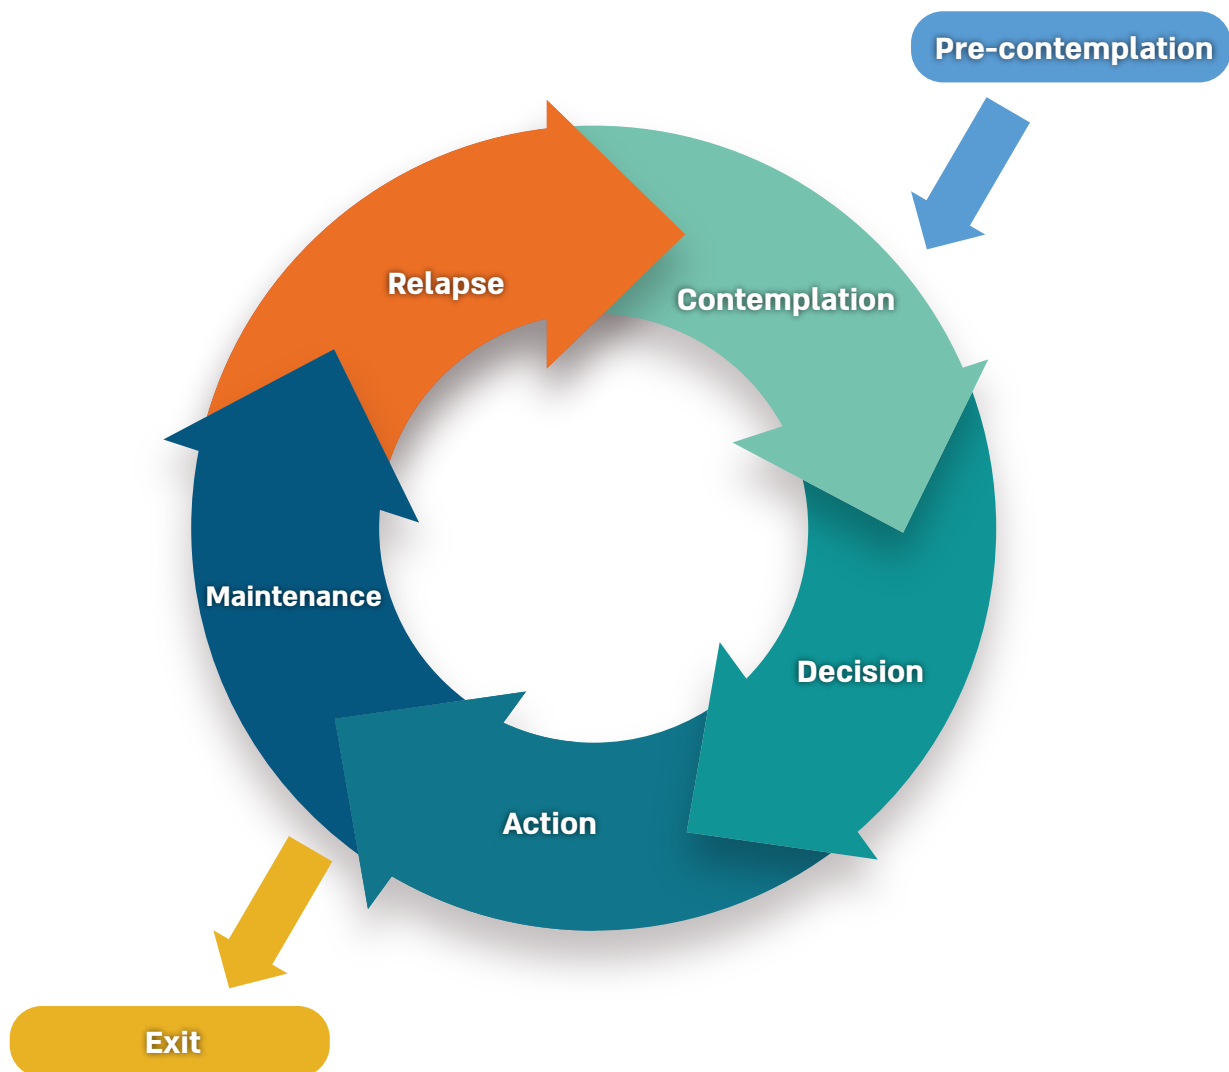 Pre-contemplation
Relapse
Contemplation
Maintenance
Decision
Action
Exit